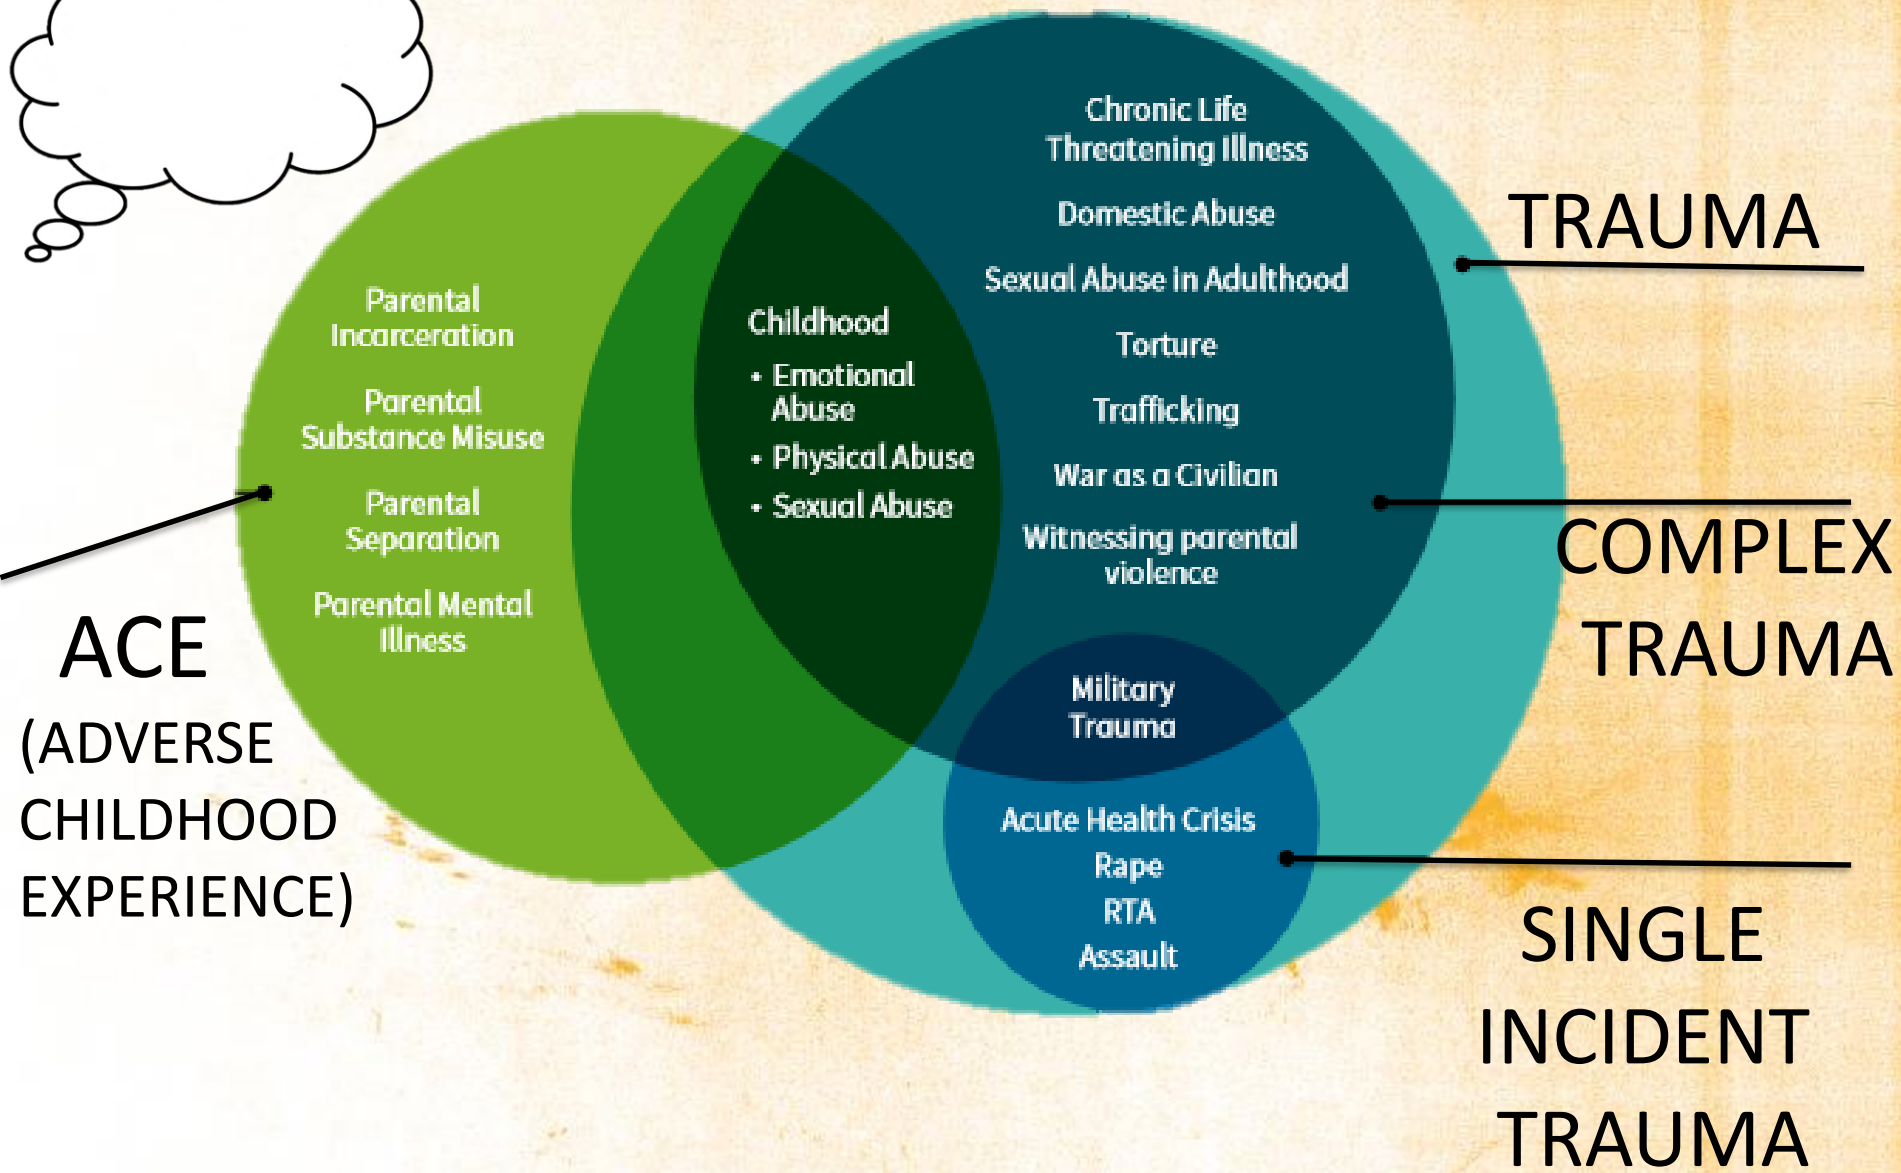 Chronic Life
Threatening Illness
Domestic Abuse
Sexual Abuse in Adulthood
Torture
Trafficking
War as a Civilian
Witnessing parental
violence
TRAUMA
Parental
Incarceration
Parental
Substance Misuse
Parental
Separation
Parental Mental
Illness
Childhood
• Emotional
Abuse
• Physical Abuse
• Sexual Abuse
COMPLEX
TRAUMA
ACE
(ADVERSE
CHILDHOOD
EXPERIENCE)
Military
Trauma
Acute Health Crisis
Rape
RTA
Assault
SINGLE
INCIDENT
TRAUMA